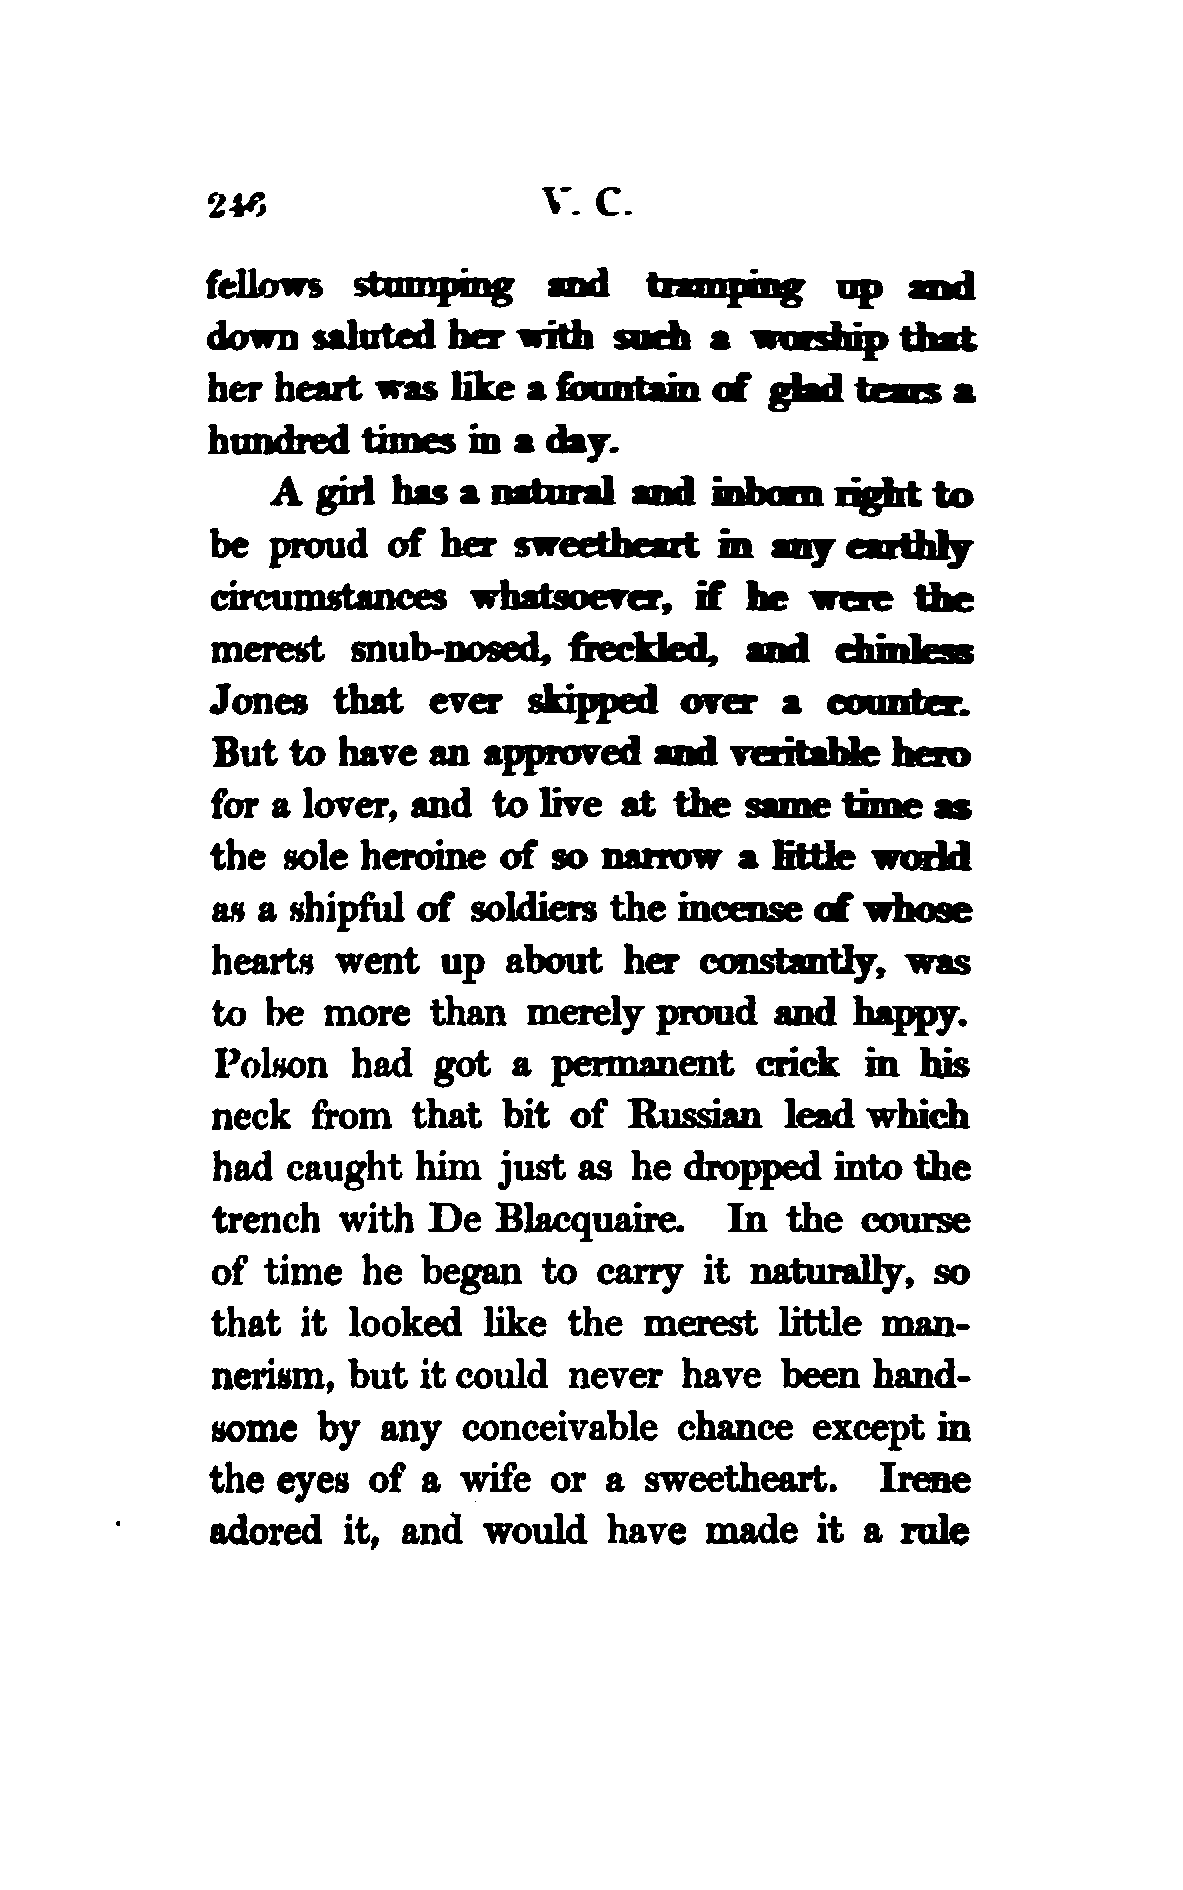 246 V. C.
fellows stumping and tramping up and
down saluted her with such a worship that
her heart was like a fountain of glad tears a
hundred times in a day.
A girl has a natural and inborn right to
be proud of her sweetheart in any earthly
circumstances whatsoever, if he were the
merest snub-nosed, freckled, and chinless
Jones that ever skipped over a counter.
But to have an approved and veritable hero
for a lover, and to live at the same time as
the sole heroine of so narrow a little world
as a shipful of soldiers the incense of whose
hearts went up about her constantly, was
to be more than merely proud and happy.
Polson had got a permanent crick in his
neck from that bit of Russian lead which
had caught him just as he dropped into the
trench with De Blacquaire. In the course
of time he began to carry it naturally, so
that it looked like the merest little man-
nerism, but it could never have been hand-
some by any conceivable chance except in
the eyes of a wife or a sweetheart. Irene
adored it, and would have made it a rule